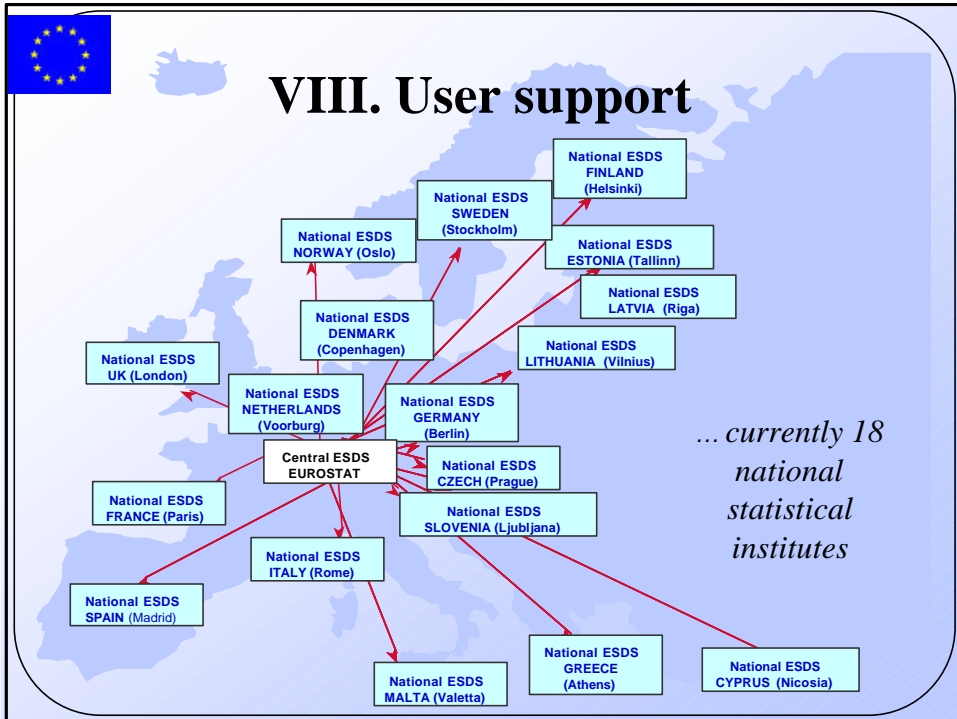 VIII. User support
National ESDS
FINLAND
(Helsinki)
National ESDS
SWEDEN
(Stockholm)
National ESDS
NORWAY (Oslo)
National ESDS
ESTONIA (Tallinn)
National ESDS
LATVIA (Riga)
National ESDS
DENMARK
(Copenhagen)
National ESDS
LITHUANIA (Vilnius)
National ESDS
UK (London)
National ESDS
NETHERLANDS
(Voorburg)
National ESDS
GERMANY
(Berlin)
... currently 18
national
statistical
institutes
Central ESDS
EUROSTAT
National ESDS
CZECH (Prague)
National ESDS
FRANCE (Paris)
National ESDS
SLOVENIA (Ljubljana)
National ESDS
ITALY (Rome)
National ESDS
SPAIN (Madrid)
National ESDS
GREECE
(Athens)
National ESDS
MALTA (Valetta)
National ESDS
CYPRUS (Nicosia)